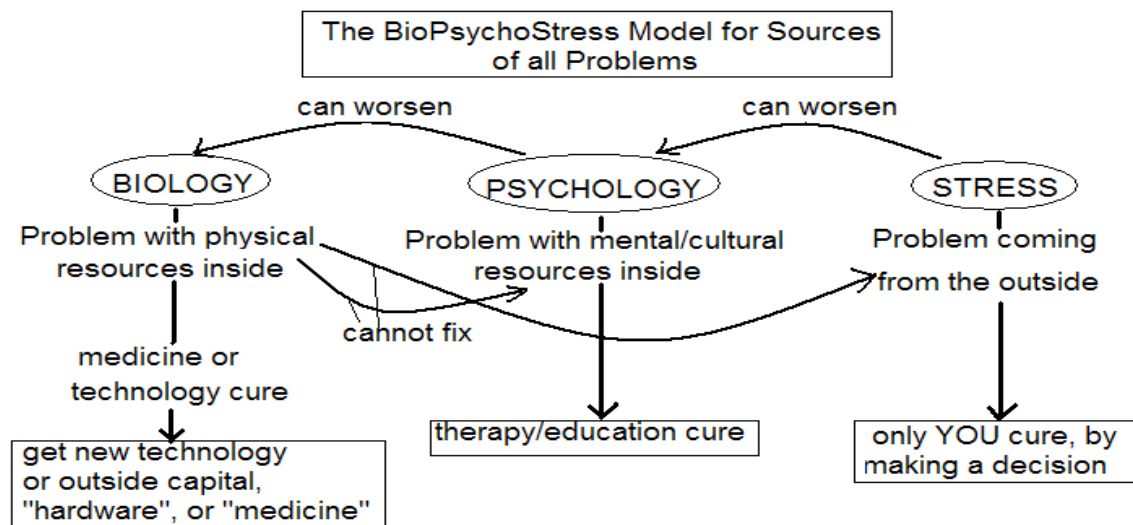 The BioPsychoStress Model for Sources
of all Problems
can worsen
can worsen
BIOLOGY
PSYCHOLOGY
STRESS
Problem with physical
resources inside
Problem with mental/cultural
resources inside
Problem coming
from the outside
cannot fix
medicine or
technology cure
get new technology
or outside capital,
"hardware", or "medicine"
therapy/education cure
only YOU cure, by
making a decision